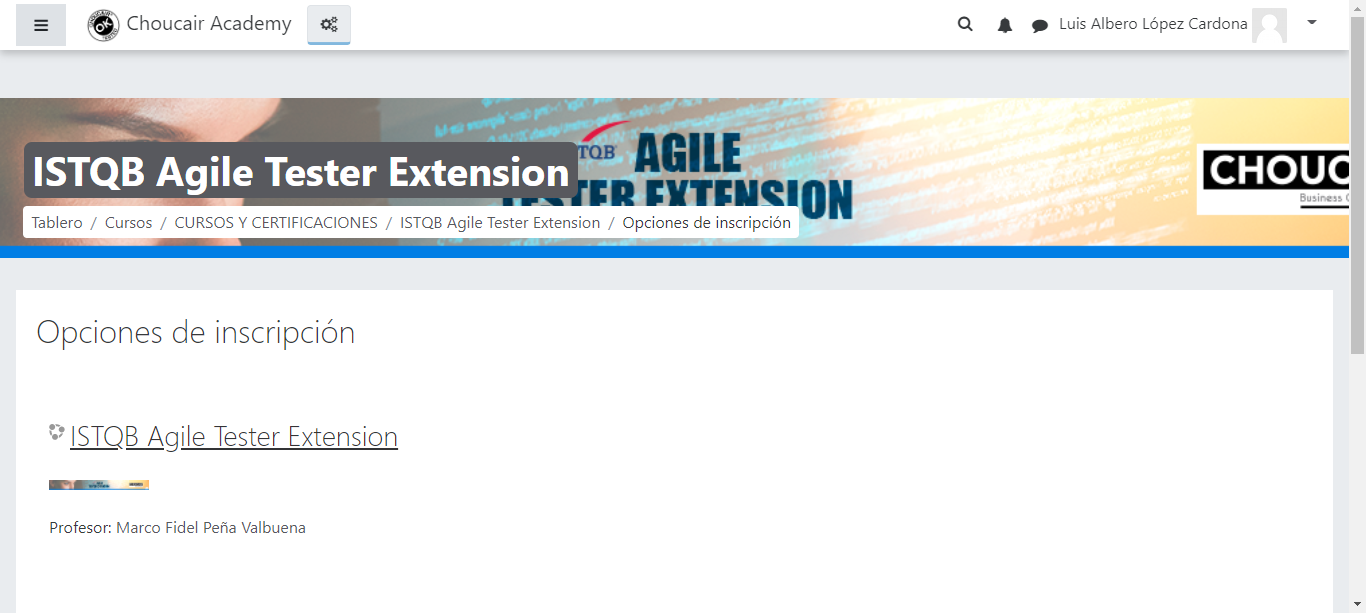 Choucair Academy
Luis Albero López Cardona
AGILE
TESTER EXTENSION
CHOUC
Business
ISTQB Agile Tester Extension
Tablero / Cursos / CURSOS Y CERTIFICACIONES / ISTQB Agile Tester Extension / Opciones de inscripción
Opciones de inscripción
ISTQB Agile Tester Extension
Profesor: Marco Fidel Peña Valbuena